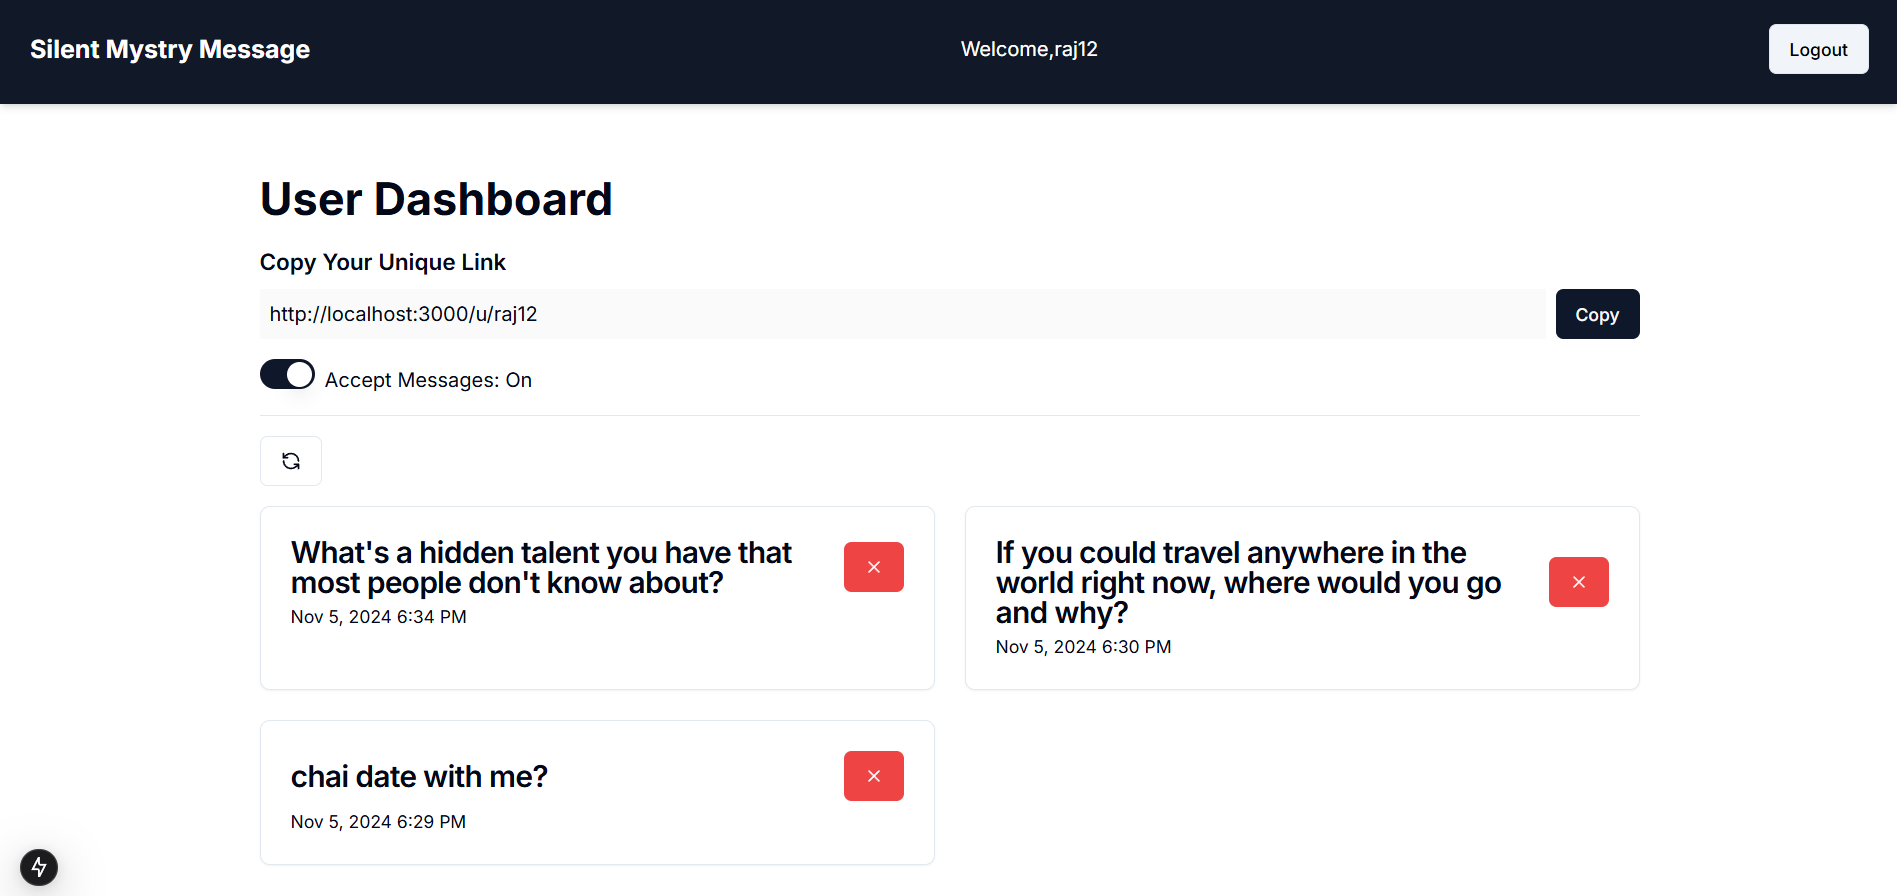 Silent Mystry Message
Welcome,raj12
Logout
User Dashboard
Copy Your Unique Link
http://localhost:3000/u/raj12
Copy
Accept Messages: On
What's a hidden talent you have that
most people don't know about?
Nov 5, 2024 6:34 PM
If you could travel anywhere in the
world right now, where would you go
and why?
Nov 5, 2024 6:30 PM
chai date with me?
Nov 5, 2024 6:29 PM